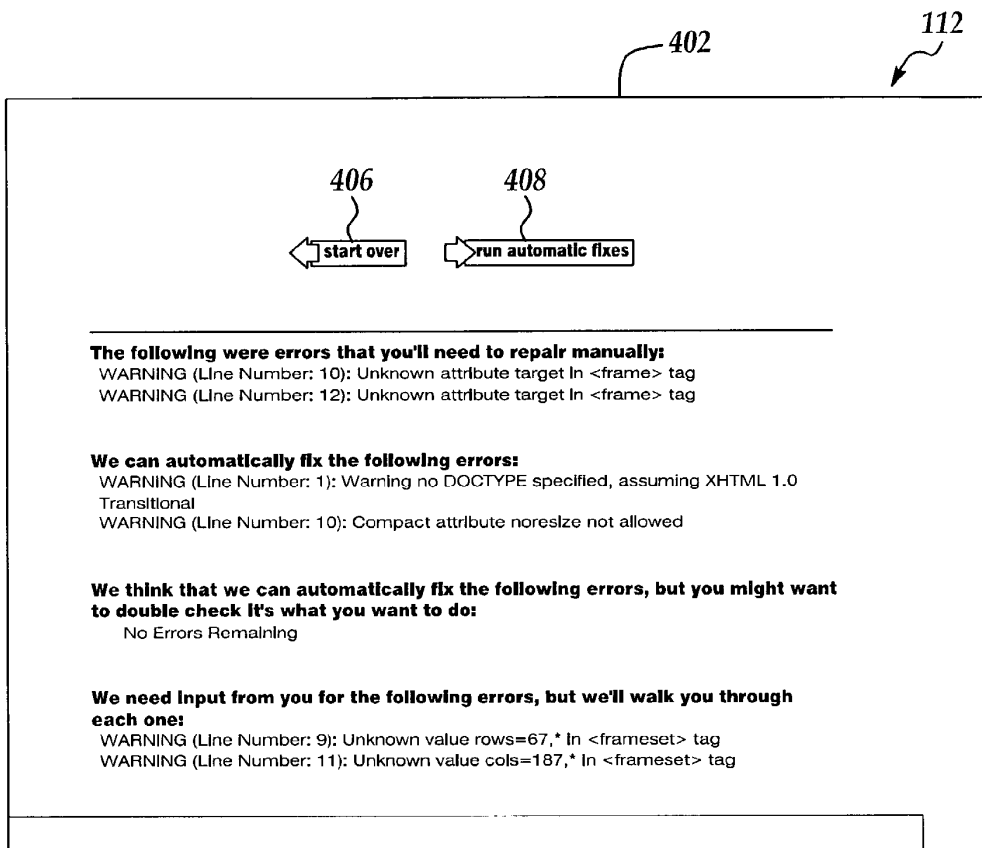 112
402
406 408
start over run automatic fixes
The following were errors that you'll need to repair manually:
WARNING (Line Number: 10): Unknown attribute target in <frame> tag
WARNING (Line Number: 12): Unknown attribute target in <frame> tag
We can automatically fix the following errors:
WARNING (Line Number: 1): Warning no DOCTYPE specified, assuming XHTML 1.0
Transitional
WARNING (Line Number: 10): Compact attribute noresize not allowed
We think that we can automatically fix the following errors, but you might want
to double check it's what you want to do:
No Errors Remaining
We need input from you for the following errors, but we'll walk you through
each one:
WARNING (Line Number: 9): Unknown value rows=67,* in <frameset> tag
WARNING (Line Number: 11): Unknown value cols=187,* in <frameset> tag